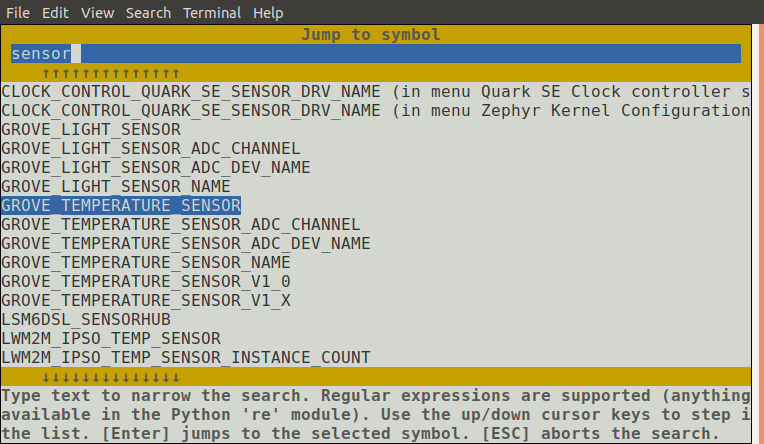 File Edit View Search Terminal Help
Jump to symbol
sensor
↑↑↑↑↑↑↑↑↑↑↑↑↑↑
CLOCK_CONTROL_QUARK_SE_SENSOR_DRV_NAME (in menu Quark SE Clock controller s
CLOCK_CONTROL_QUARK_SE_SENSOR_DRV_NAME (in menu Zephyr Kernel Configuration
GROVE_LIGHT_SENSOR
GROVE_LIGHT_SENSOR_ADC_CHANNEL
GROVE_LIGHT_SENSOR_ADC_DEV_NAME
GROVE_LIGHT_SENSOR_NAME
GROVE_TEMPERATURE_SENSOR
GROVE_TEMPERATURE_SENSOR_ADC_CHANNEL
GROVE_TEMPERATURE_SENSOR_ADC_DEV_NAME
GROVE_TEMPERATURE_SENSOR_NAME
GROVE_TEMPERATURE_SENSOR_V1_0
GROVE_TEMPERATURE_SENSOR_V1_X
LSM6DSL_SENSORHUB
LWM2M_IPSO_TEMP_SENSOR
LWM2M_IPSO_TEMP_SENSOR_INSTANCE_COUNT
↓↓↓↓↓↓↓↓↓↓↓↓↓↓
Type text to narrow the search. Regular expressions are supported (anything
available in the Python 're' module). Use the up/down cursor keys to step i
the list. [Enter] jumps to the selected symbol. [ESC] aborts the search.